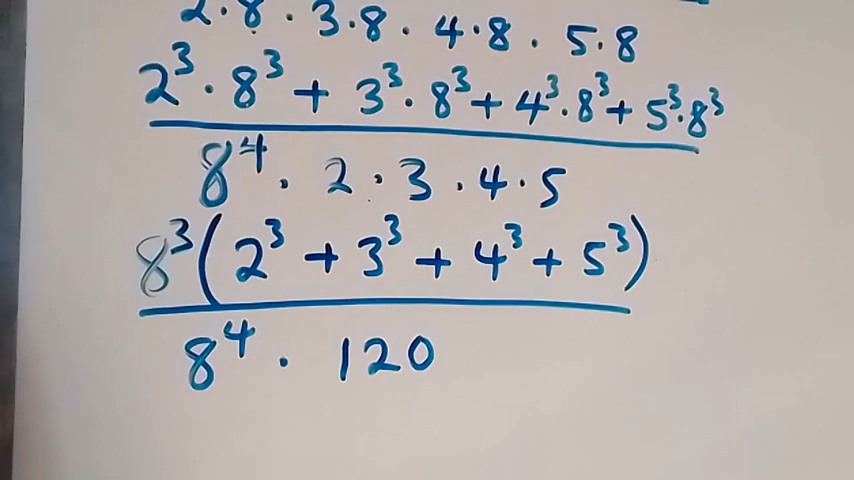 2·8 · 3·8 · 4·8 · 5·8
2³·8³ + 3³·8³ + 4³·8³ + 5³·8³
8⁴ · 2 · 3 · 4 · 5
8³(2³ + 3³ + 4³ + 5³)
8⁴ · 120